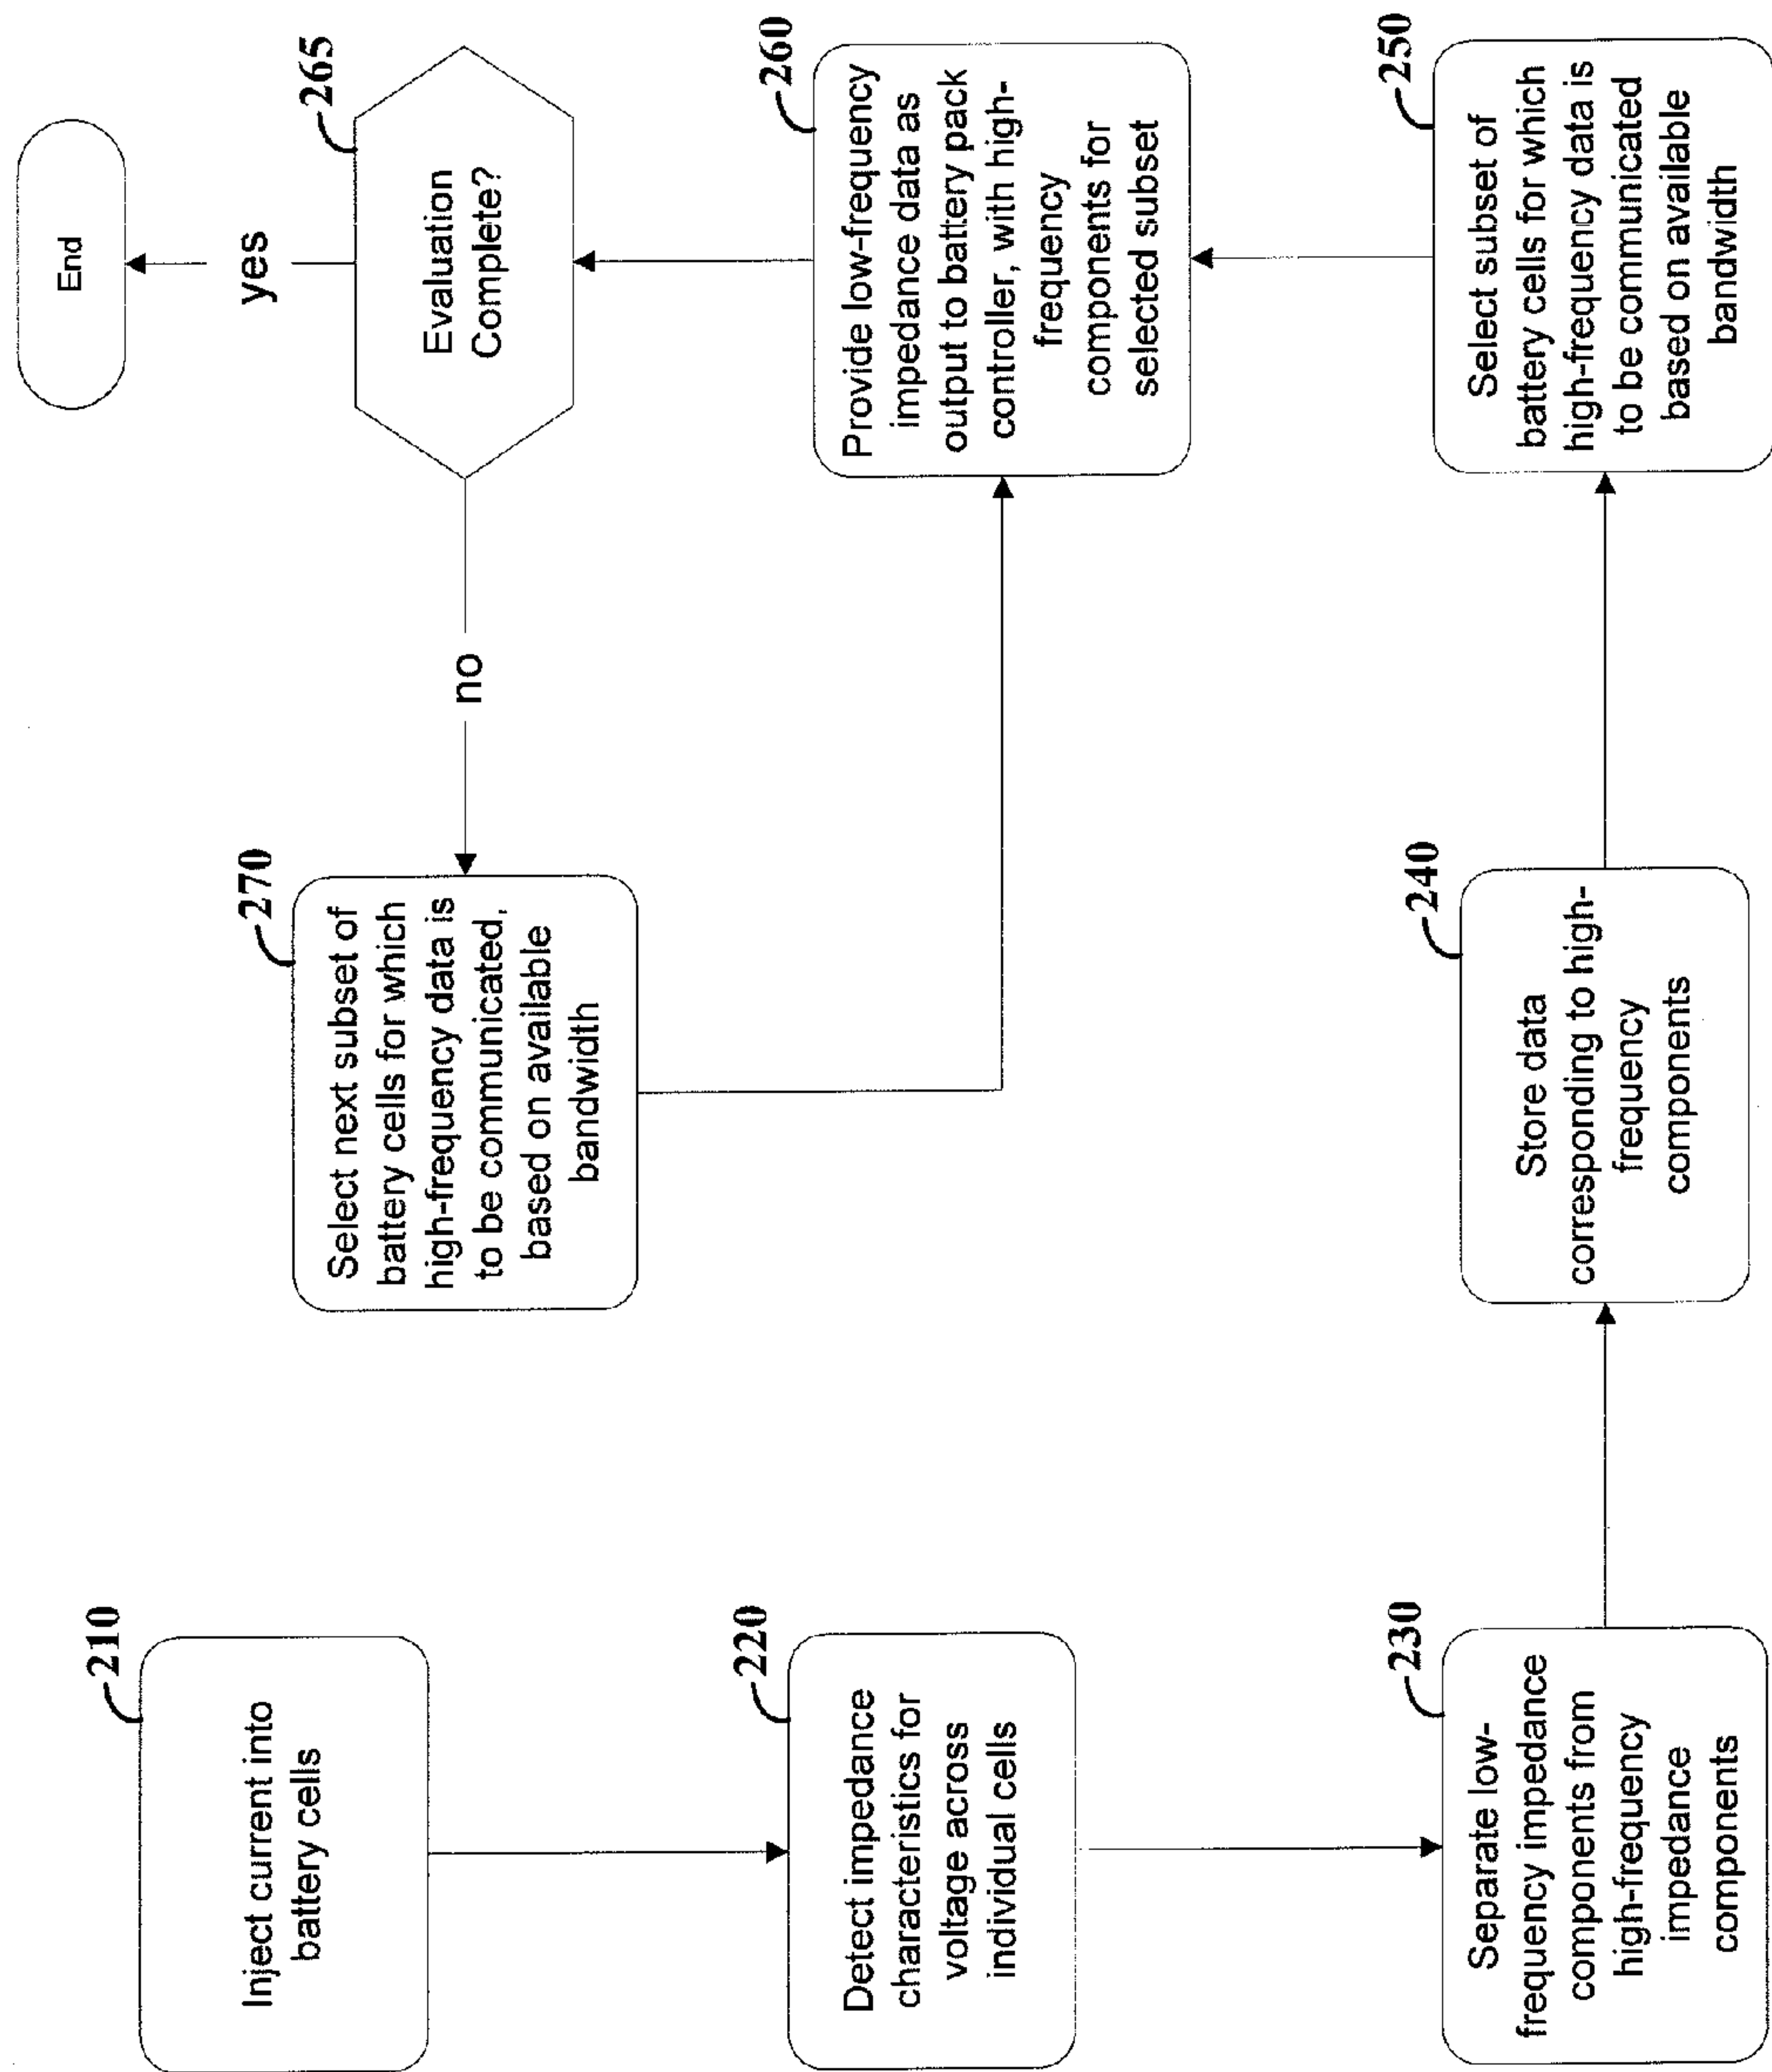 210
Inject current into
battery cells
220
Detect impedance
characteristics for
voltage across
individual cells
230
Separate low-
frequency impedance
components from
high-frequency
impedance
components
240
Store data
corresponding to high-
frequency
components
250
Select subset of
battery cells for which
high-frequency data is
to be communicated
based on available
bandwidth
260
Provide low-frequency
impedance data as
output to battery pack
controller, with high-
frequency
components for
selected subset
265
Evaluation
Complete?
yes
End
no
270
Select next subset of
battery cells for which
high-frequency data is
to be communicated,
based on available
bandwidth